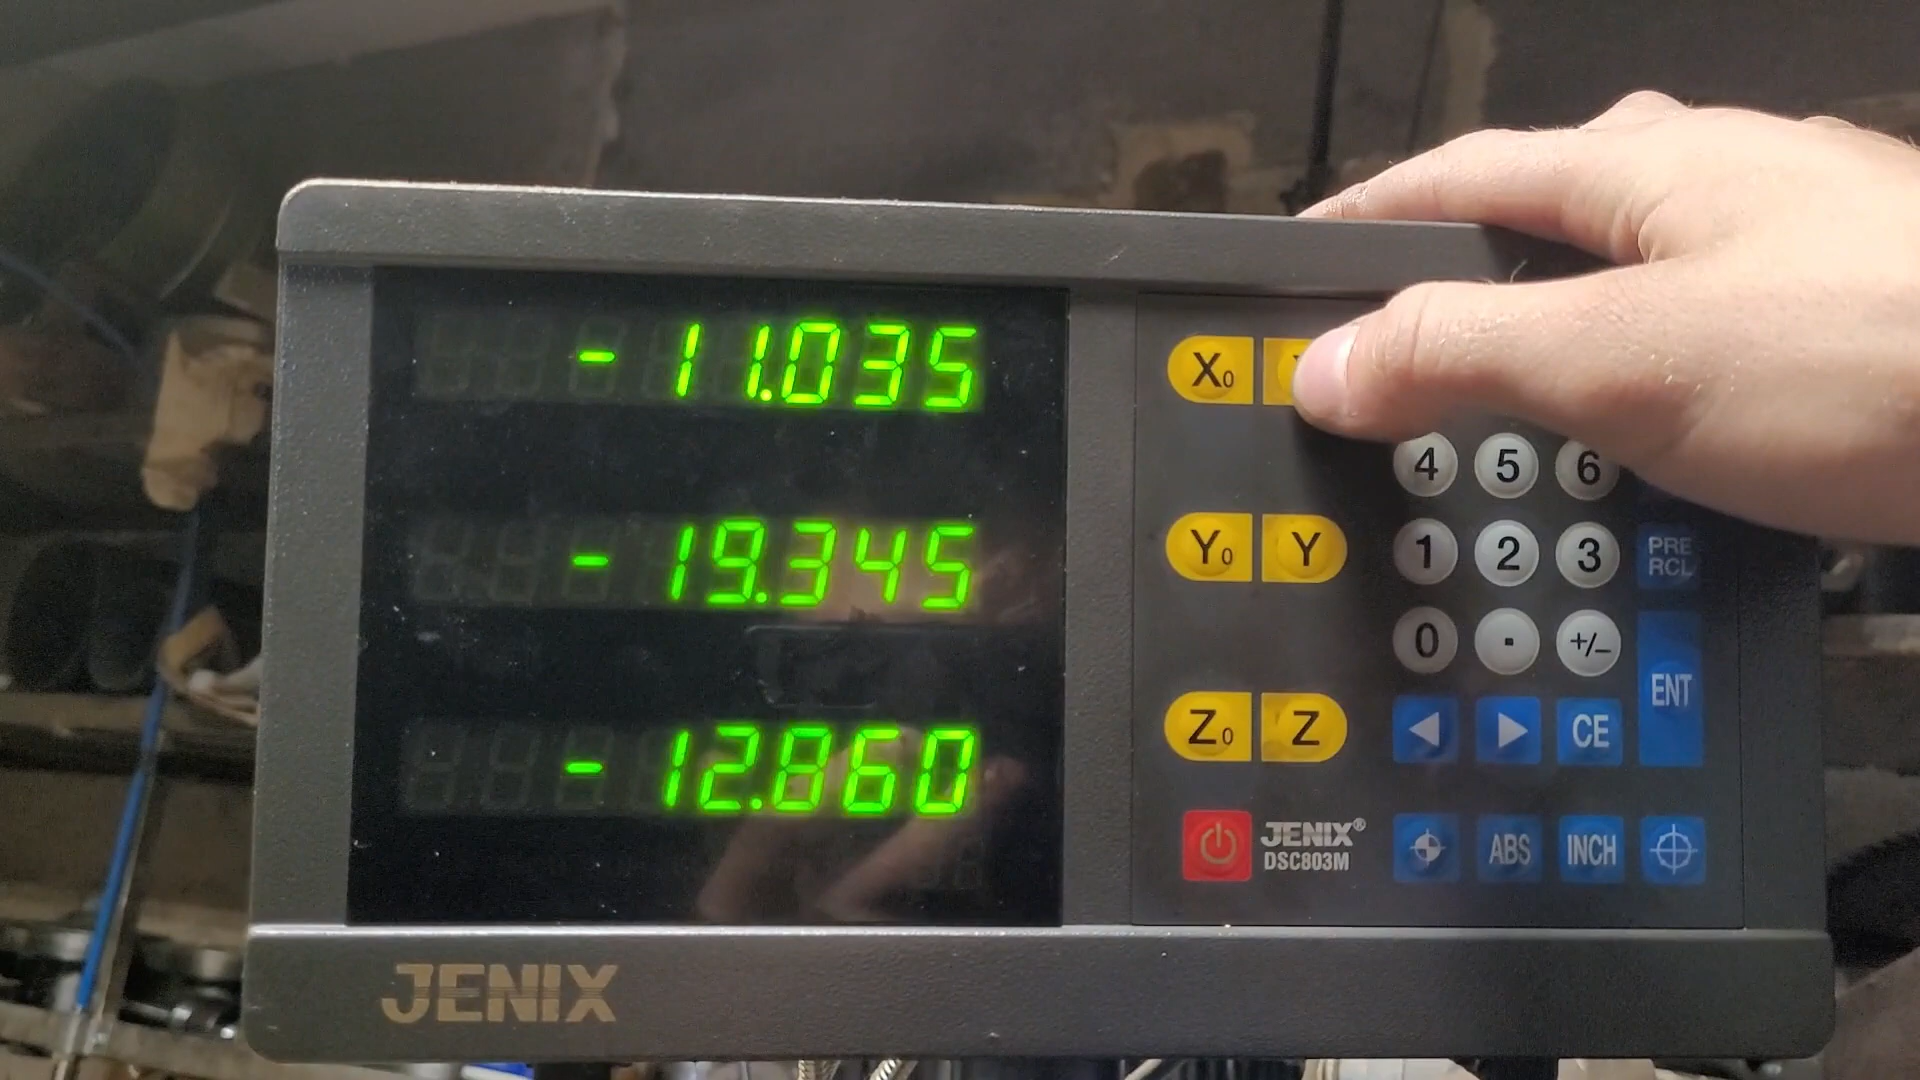 -11.035
X0
4 5 6
-19.345
Y0 Y
1 2 3
PRE
RCL
0 . +/-
ENT
-12.860
Z0 Z
CE
JENIX®
DSC803M
ABS
INCH
JENIX